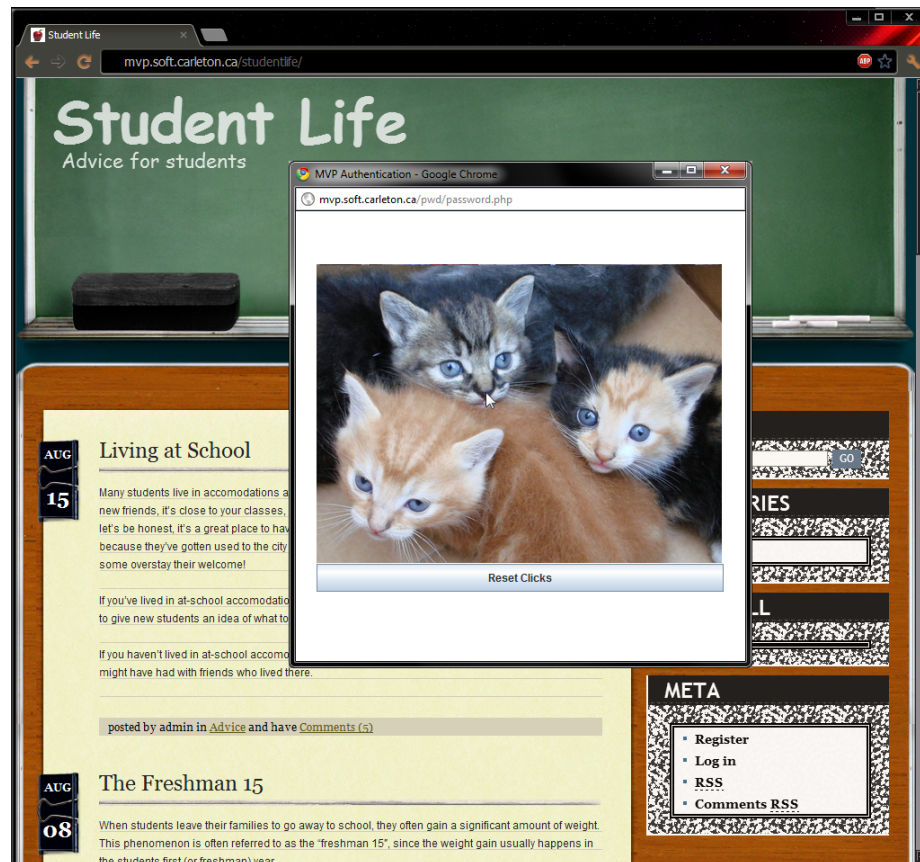 Student Life
mvp.soft.carleton.ca/studentlife/
ABP
Student Life
Advice for students
MVP Authentication - Google Chrome
mvp.soft.carleton.ca/pwd/password.php
Reset Clicks
AUG
15
Living at School
Many students live in accomodations a
new friends, it's close to your classes,
let's be honest, it's a great place to hav
because they've gotten used to the city
some overstay their welcome!
If you've lived in at-school accomodatio
to give new students an idea of what to
If you haven't lived in at-school accomo
might have had with friends who lived there.
posted by admin in Advice and have Comments (5)
AUG
08
The Freshman 15
When students leave their families to go away to school, they often gain a significant amount of weight.
This phenomenon is often referred to as the "freshman 15", since the weight gain usually happens in
the students first (or freshman) year.
GO
RIES
LL
META
Register
Log in
RSS
Comments RSS